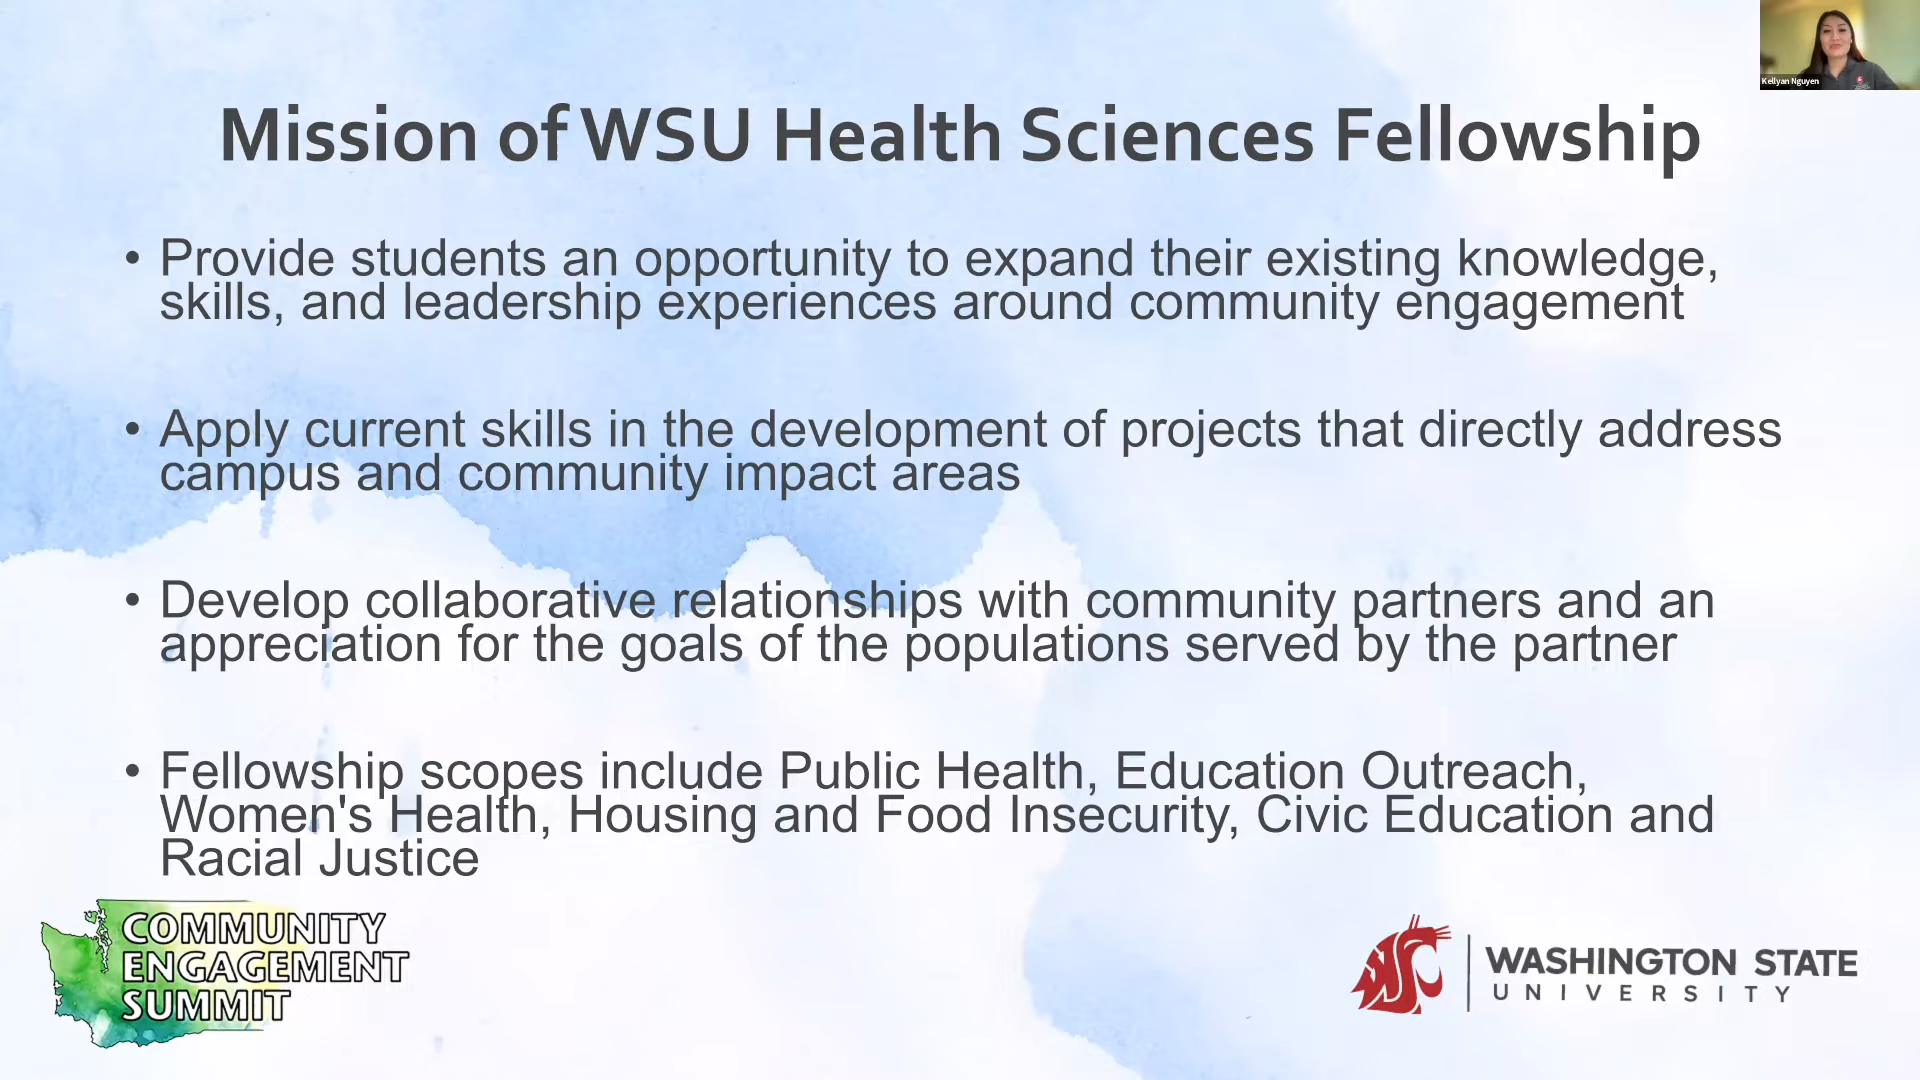 Kellyan Nguyen
Mission of WSU Health Sciences Fellowship
• Provide students an opportunity to expand their existing knowledge,
skills, and leadership experiences around community engagement
• Apply current skills in the development of projects that directly address
campus and community impact areas
• Develop collaborative relationships with community partners and an
appreciation for the goals of the populations served by the partner
• Fellowship scopes include Public Health, Education Outreach,
Women's Health, Housing and Food Insecurity, Civic Education and
Racial Justice
COMMUNITY
ENGAGEMENT
SUMMIT
WASHINGTON STATE
UNIVERSITY